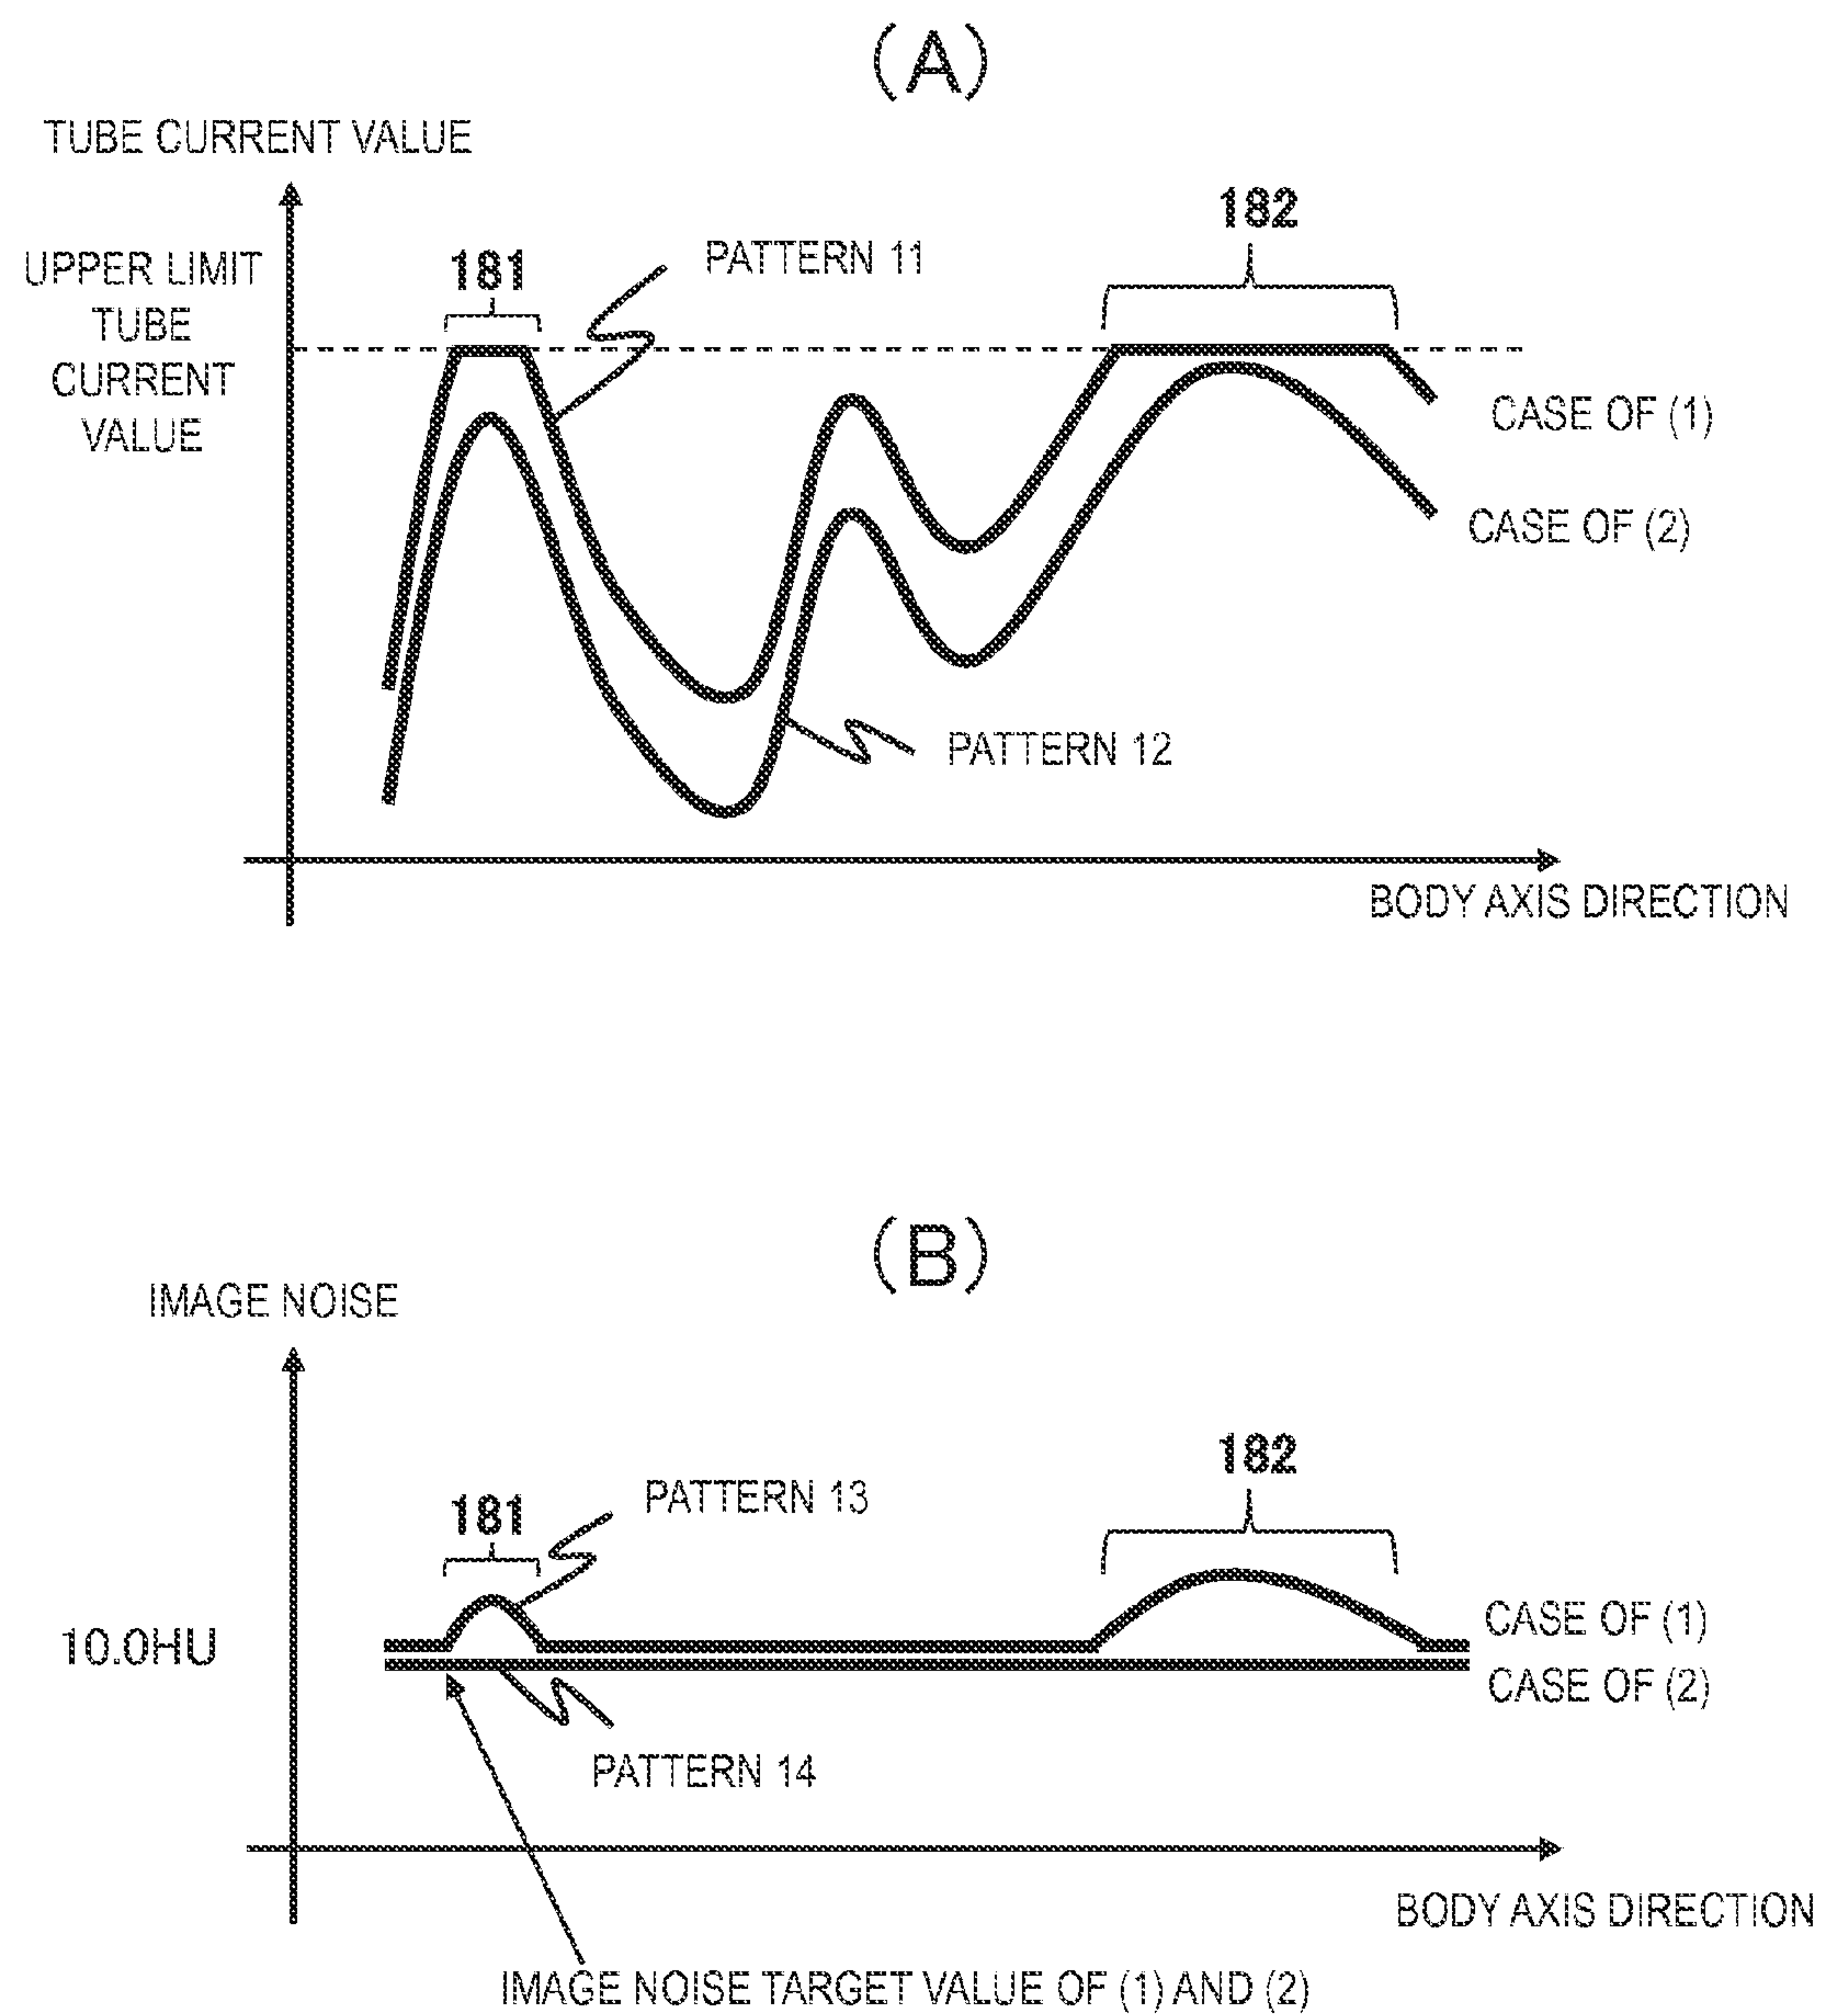 (A)
TUBE CURRENT VALUE
182
UPPER LIMIT
TUBE
CURRENT
VALUE
181
PATTERN 11
CASE OF (1)
CASE OF (2)
PATTERN 12
BODY AXIS DIRECTION
(B)
IMAGE NOISE
182
PATTERN 13
181
10.0HU
CASE OF (1)
CASE OF (2)
PATTERN 14
BODY AXIS DIRECTION
IMAGE NOISE TARGET VALUE OF (1) AND (2)